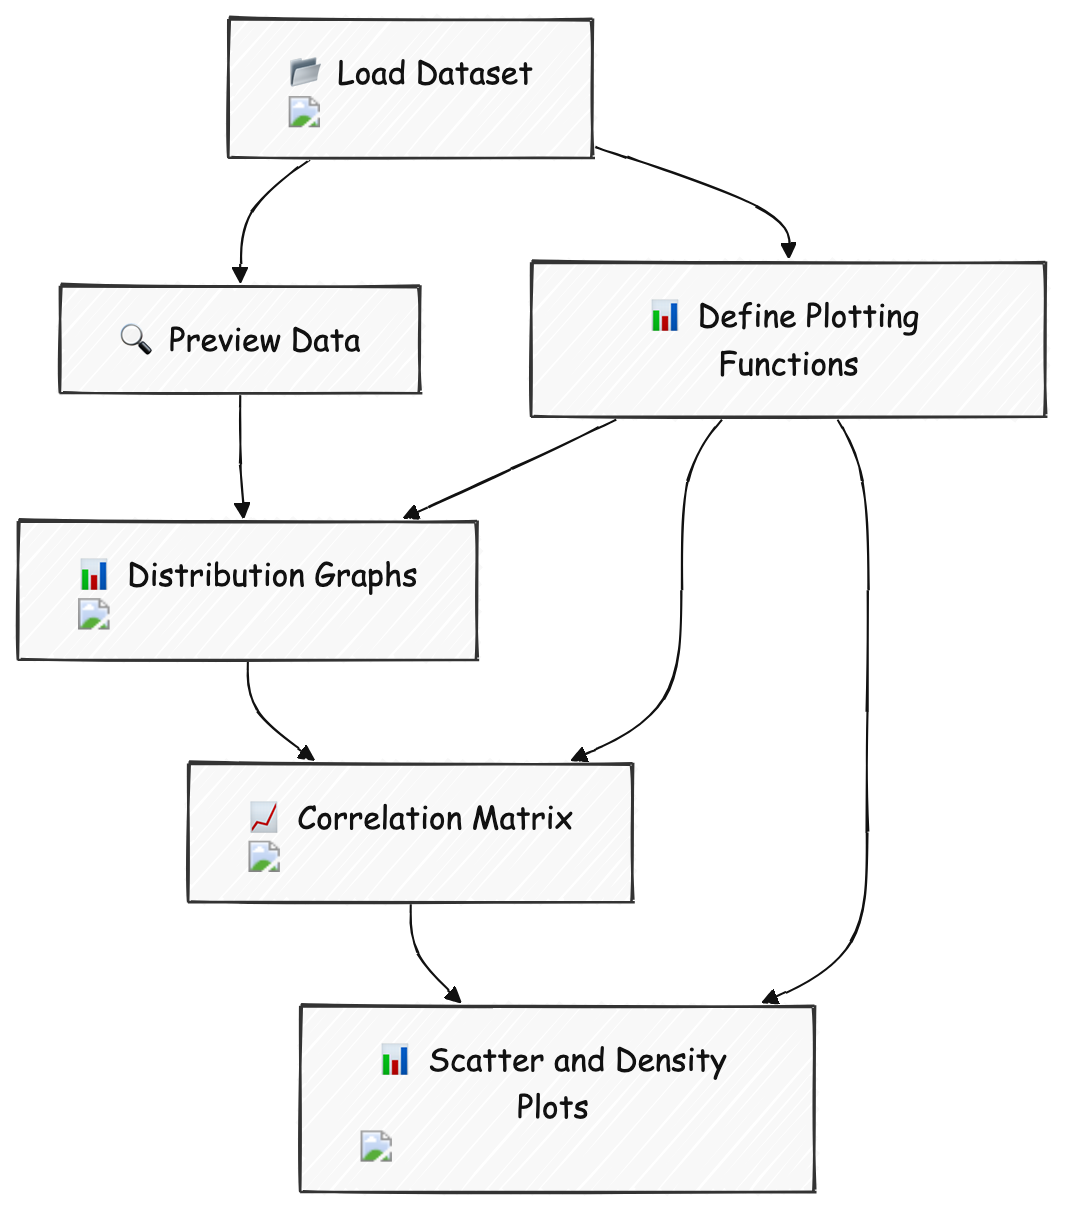 Load Dataset
Preview Data
Define Plotting
Functions
Distribution Graphs
Correlation Matrix
Scatter and Density
Plots